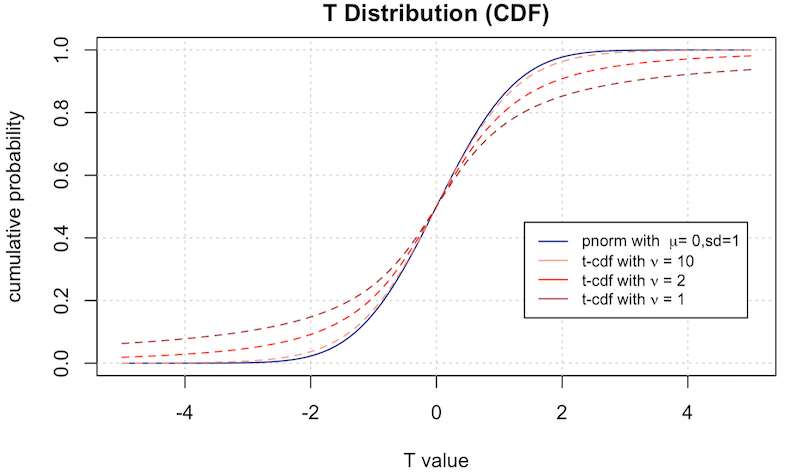 T Distribution (CDF)
cumulative probability
1.0
0.8
0.6
0.4
0.2
0.0
pnorm with μ= 0,sd=1
t-cdf with ν = 10
t-cdf with ν = 2
t-cdf with ν = 1
-4 -2 0 2 4
T value